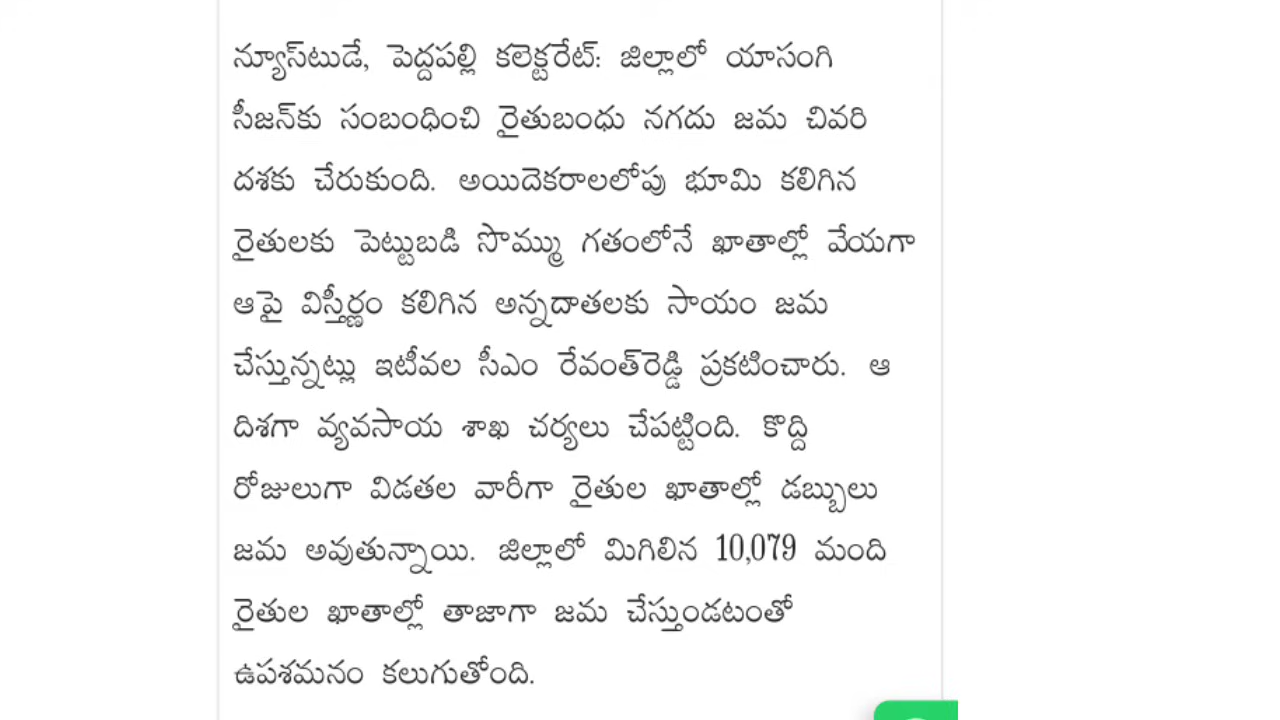 న్యూస్‌టుడే, పెద్దపల్లి కలెక్టరేట్: జిల్లాలో యాసంగి
సీజన్‌కు సంబంధించి రైతుబంధు నగదు జమ చివరి
దశకు చేరుకుంది. అయిదెకరాలలోపు భూమి కలిగిన
రైతులకు పెట్టుబడి సొమ్ము గతంలోనే ఖాతాల్లో వేయగా
ఆపై విస్తీర్ణం కలిగిన అన్నదాతలకు సాయం జమ
చేస్తున్నట్లు ఇటీవల సీఎం రేవంత్‌రెడ్డి ప్రకటించారు. ఆ
దిశగా వ్యవసాయ శాఖ చర్యలు చేపట్టింది. కొద్ది
రోజులుగా విడతల వారీగా రైతుల ఖాతాల్లో డబ్బులు
జమ అవుతున్నాయి. జిల్లాలో మిగిలిన 10,079 మంది
రైతుల ఖాతాల్లో తాజాగా జమ చేస్తుండటంతో
ఉపశమనం కలుగుతోంది.